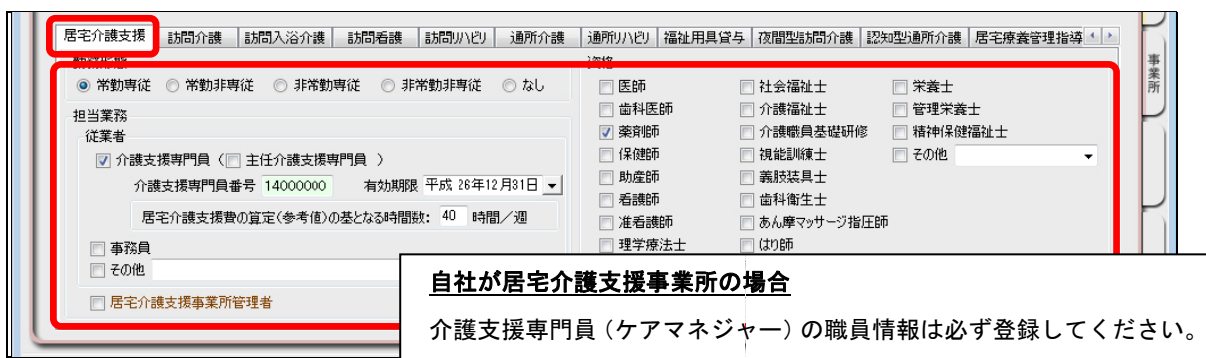 居宅介護支援 訪問介護 訪問入浴介護 訪問看護 訪問リハビリ 通所介護 通所リハビリ 福祉用具貸与 夜間型訪問介護 認知型通所介護 居宅療養管理指導
事業所
勤務形態
常勤専従 常勤非専従 非常勤専従 非常勤非専従 なし
担当業務
従業者
介護支援専門員 (主任介護支援専門員 )
介護支援専門員番号 14000000 有効期限 平成 26年12月31日
居宅介護支援費の算定(参考値)の基となる時間数: 40 時間/週
事務員
その他
居宅介護支援事業所管理者
資格
医師 社会福祉士 栄養士
歯科医師 介護福祉士 管理栄養士
薬剤師 介護職員基礎研修 精神保健福祉士
保健師 視能訓練士 その他
助産師 義肢装具士
看護師 歯科衛生士
准看護師 あん摩マッサージ指圧師
理学療法士 はり師
自社が居宅介護支援事業所の場合
介護支援専門員(ケアマネジャー)の職員情報は必ず登録してください。